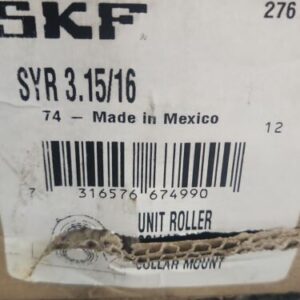 SKF 276
SYR 3.15/16
74 – Made in Mexico
12
7 316576 674990
UNIT ROLLER
COLLAR MOUNT